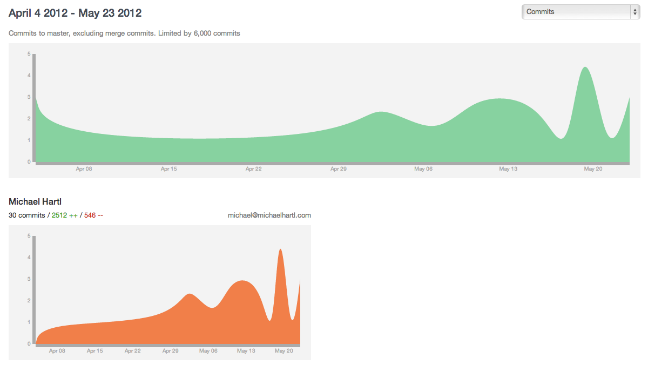 April 4 2012 - May 23 2012
Commits
Commits to master, excluding merge commits. Limited by 6,000 commits
5
4
3
2
1
0
Apr 08 Apr 15 Apr 22 Apr 29 May 06 May 13 May 20
Michael Hartl
30 commits / 2512 ++ / 546 --
michael@michaelhartl.com
5
4
3
2
1
0
Apr 08 Apr 15 Apr 22 Apr 29 May 06 May 13 May 20